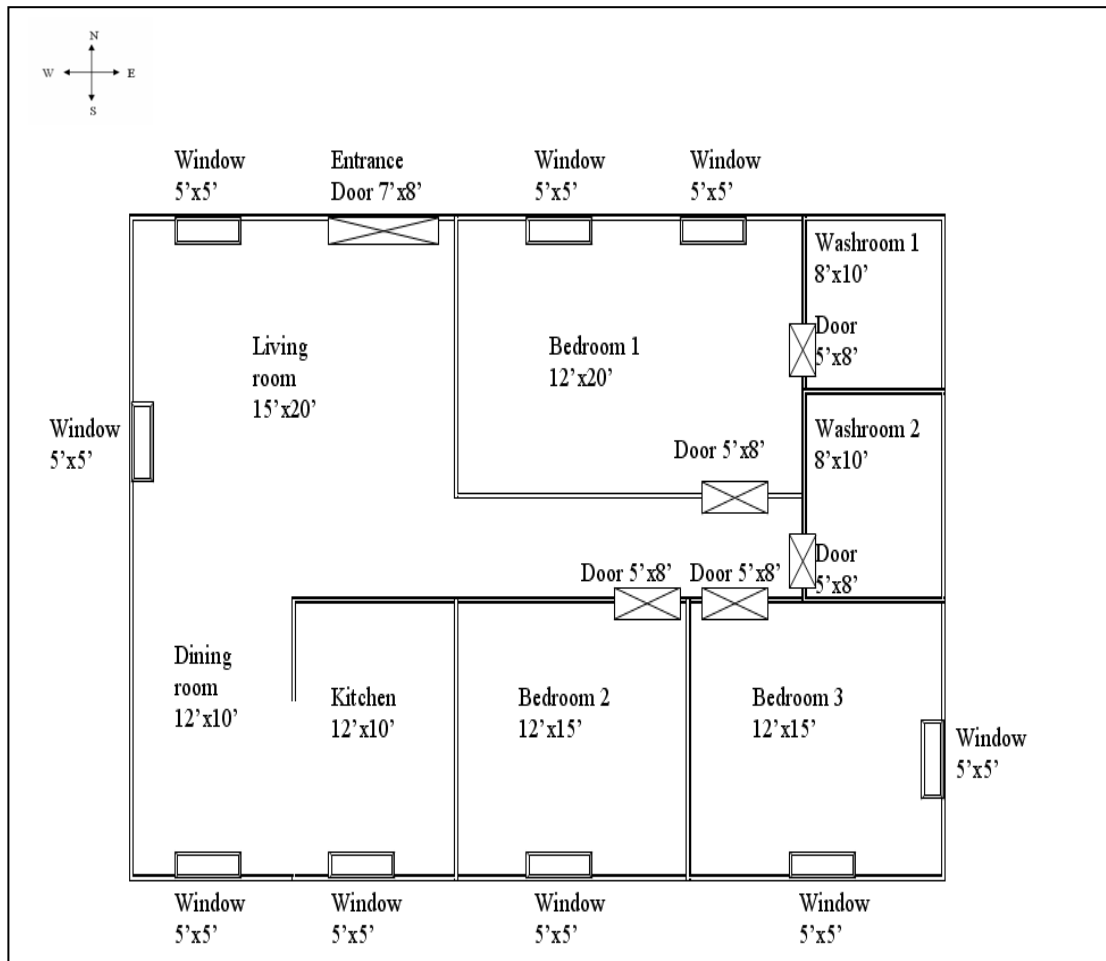 N
W E
S
Window
5’x5’
Entrance
Door 7’x8’
Window
5’x5’
Window
5’x5’
Washroom 1
8’x10’
Door
5’x8’
Living
room
15’x20’
Bedroom 1
12’x20’
Window
5’x5’
Washroom 2
8’x10’
Door 5’x8’
Door
5’x8’
Door 5’x8’
Door 5’x8’
Dining
room
12’x10’
Kitchen
12’x10’
Bedroom 2
12’x15’
Bedroom 3
12’x15’
Window
5’x5’
Window
5’x5’
Window
5’x5’
Window
5’x5’
Window
5’x5’